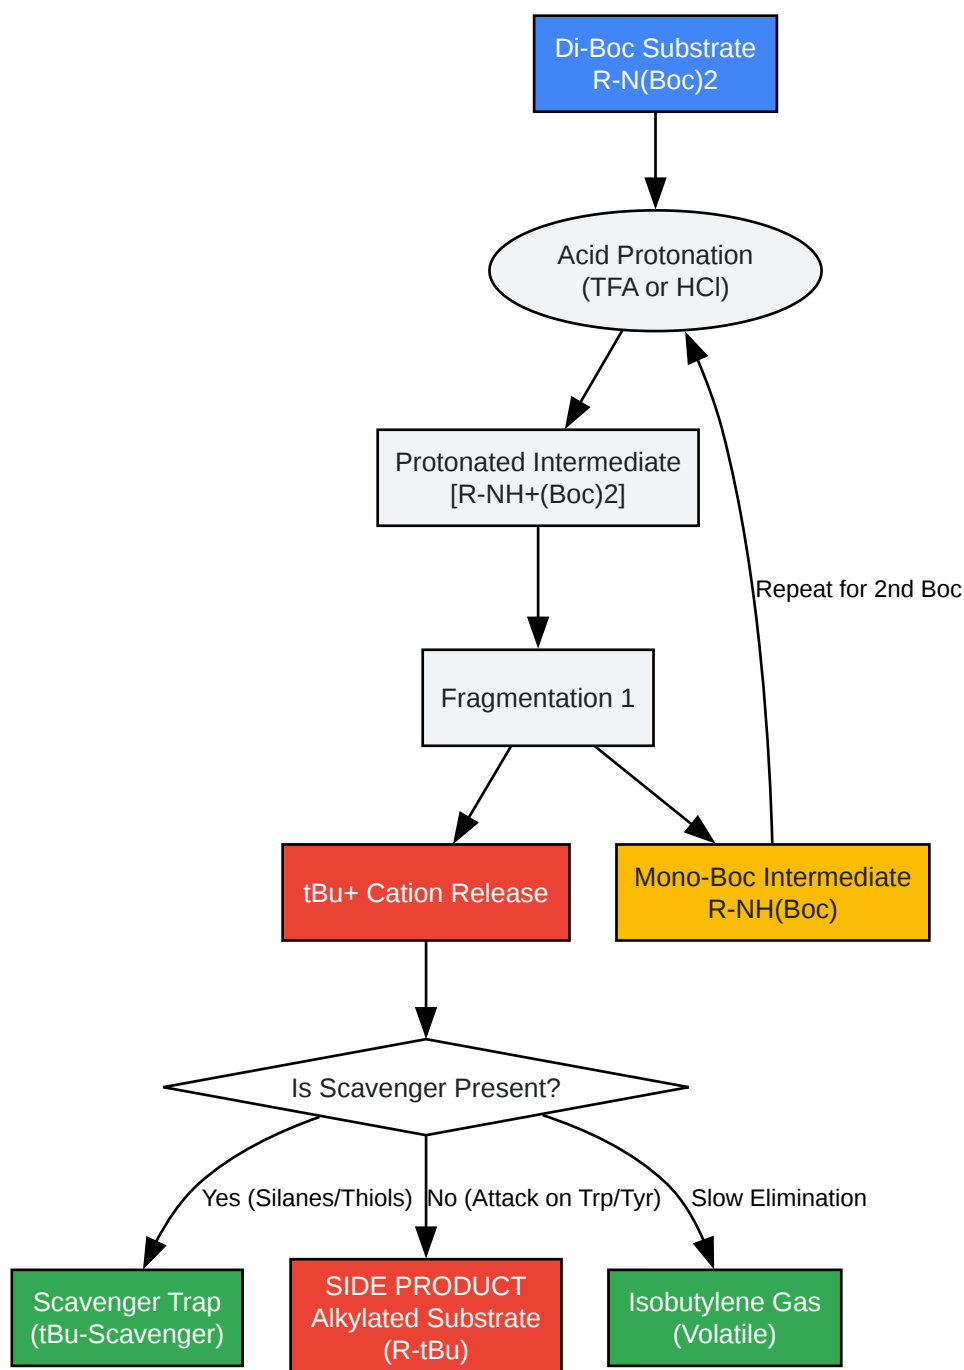 Di-Boc Substrate
R-N(Boc)2
Acid Protonation
(TFA or HCl)
Protonated Intermediate
[R-NH+(Boc)2]
Repeat for 2nd Boc
Fragmentation 1
tBu+ Cation Release
Mono-Boc Intermediate
R-NH(Boc)
Is Scavenger Present?
Yes (Silanes/Thiols)
No (Attack on Trp/Tyr)
Slow Elimination
Scavenger Trap
(tBu-Scavenger)
SIDE PRODUCT
Alkylated Substrate
(R-tBu)
Isobutylene Gas
(Volatile)